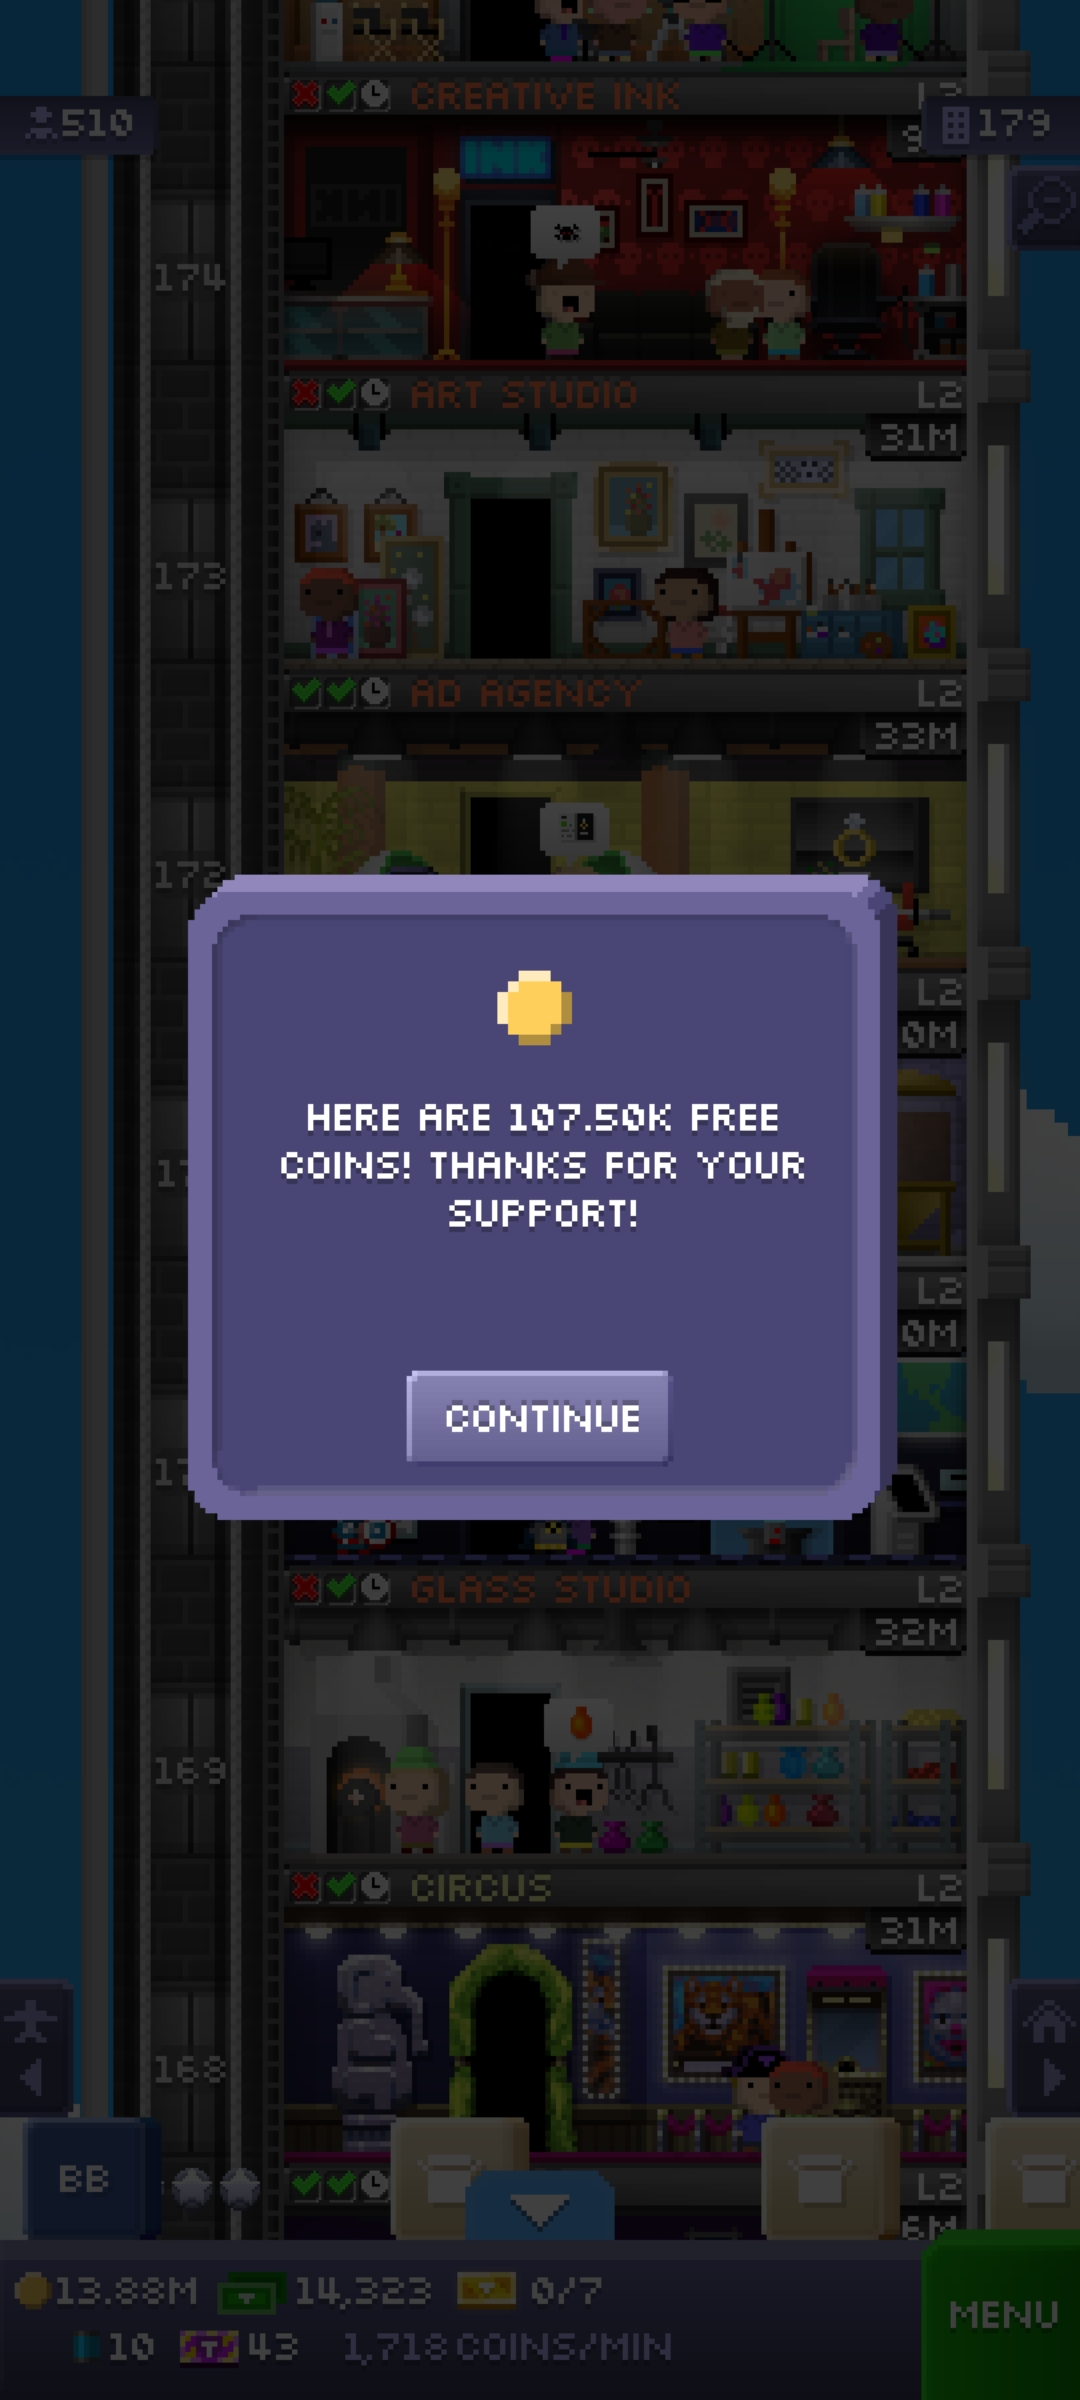 CREATIVE INK
510
179
INK
174
ART STUDIO L2
31M
173
AD AGENCY L2
33M
172
L2
0M
HERE ARE 107.50K FREE
COINS! THANKS FOR YOUR
SUPPORT!
L2
0M
CONTINUE
GLASS STUDIO L2
32M
169
CIRCUS L2
31M
168
BB
L2
6M
13.88M 14,323 0/7
MENU
10 T 43 1,718 COINS/MIN